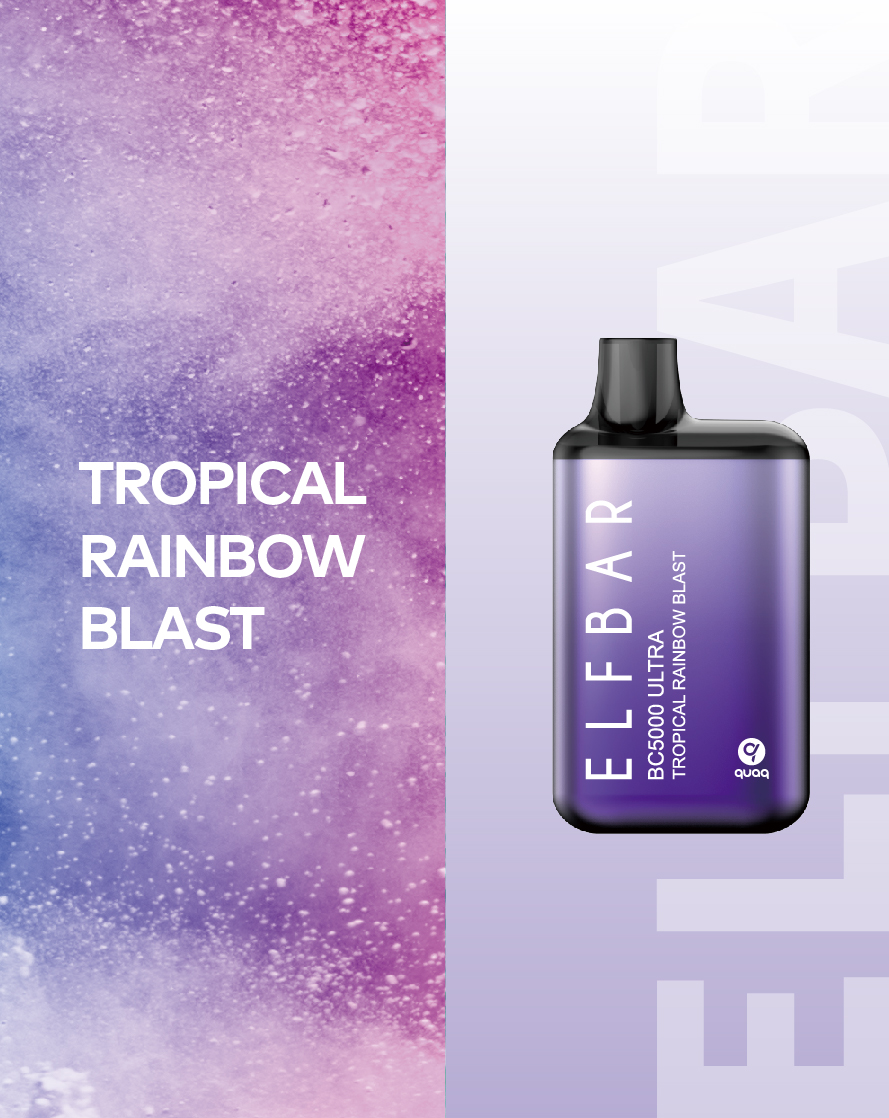 TROPICAL
RAINBOW
BLAST
ELFBAR
BC5000 ULTRA
TROPICAL RAINBOW BLAST
QUAQ
ELFBAR